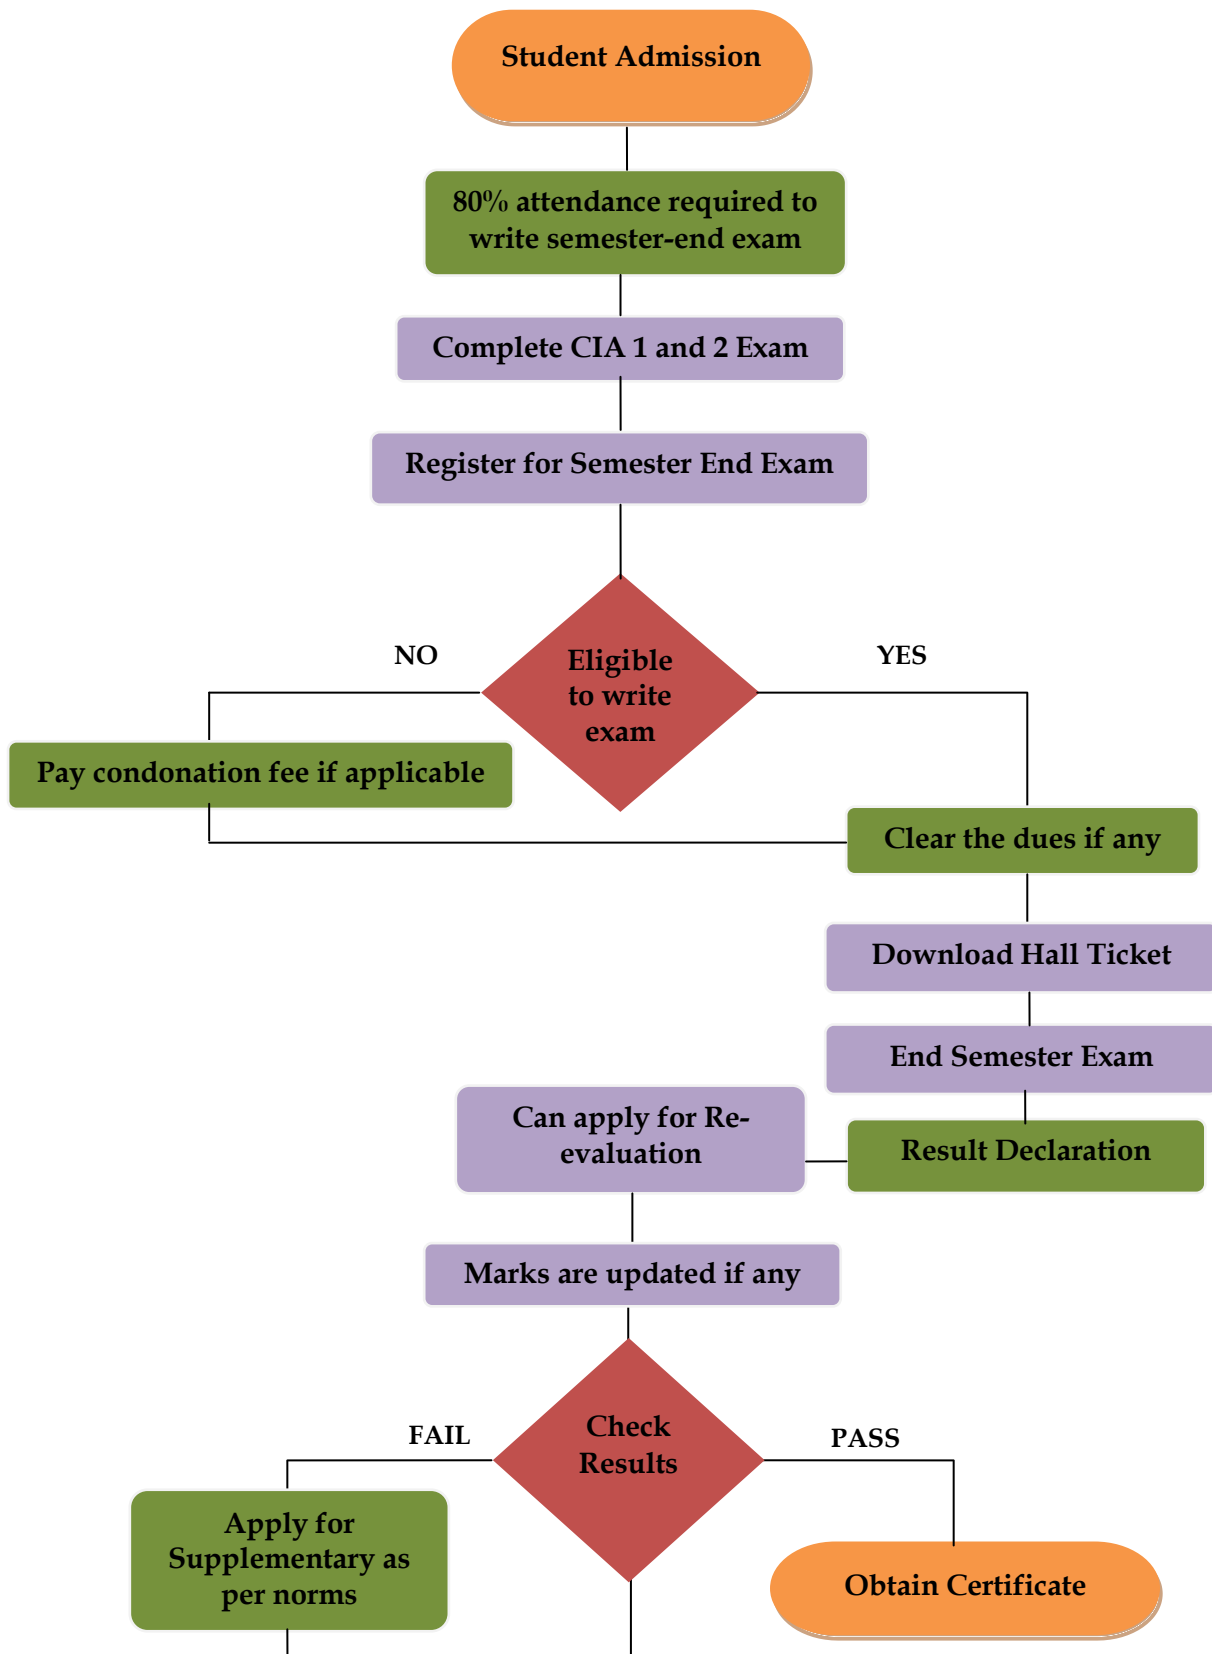 Student Admission
80% attendance required to
write semester-end exam
Complete CIA 1 and 2 Exam
Register for Semester End Exam
NO
YES
Eligible
to write
exam
Pay condonation fee if applicable
Clear the dues if any
Download Hall Ticket
End Semester Exam
Can apply for Re-
evaluation
Result Declaration
Marks are updated if any
FAIL
PASS
Check
Results
Apply for
Supplementary as
per norms
Obtain Certificate